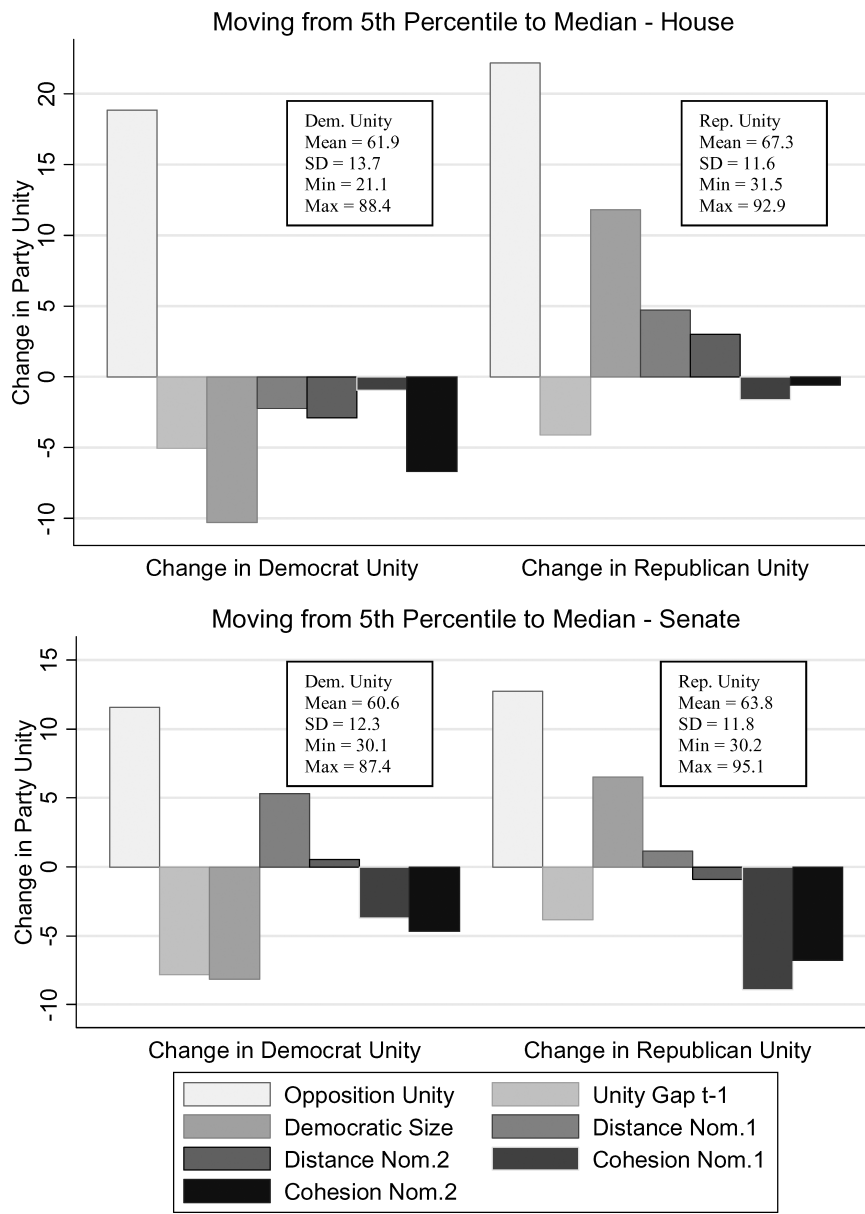 Moving from 5th Percentile to Median - House
Change in Party Unity
20
15
10
5
0
-5
-10
Dem. Unity
Mean = 61.9
SD = 13.7
Min = 21.1
Max = 88.4
Rep. Unity
Mean = 67.3
SD = 11.6
Min = 31.5
Max = 92.9
Change in Democrat Unity
Change in Republican Unity
Moving from 5th Percentile to Median - Senate
Change in Party Unity
15
10
5
0
-5
-10
Dem. Unity
Mean = 60.6
SD = 12.3
Min = 30.1
Max = 87.4
Rep. Unity
Mean = 63.8
SD = 11.8
Min = 30.2
Max = 95.1
Change in Democrat Unity
Change in Republican Unity
Opposition Unity
Unity Gap t-1
Democratic Size
Distance Nom.1
Distance Nom.2
Cohesion Nom.1
Cohesion Nom.2